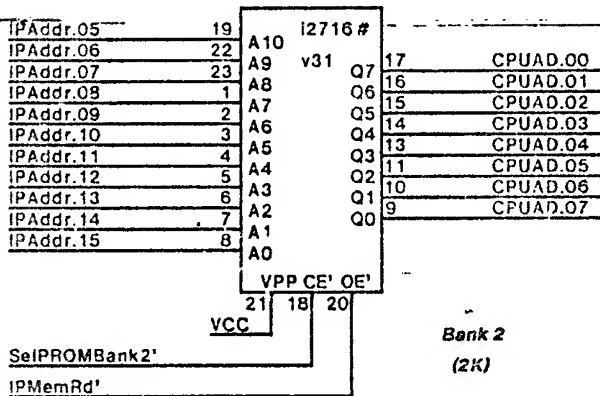 i2716#
v31
IPAddr.05 19 A10
IPAddr.06 22 A9
IPAddr.07 23 A8
IPAddr.08 1 A7
IPAddr.09 2 A6
IPAddr.10 3 A5
IPAddr.11 4 A4
IPAddr.12 5 A3
IPAddr.13 6 A2
IPAddr.14 7 A1
IPAddr.15 8 A0
Q7 17 CPUAD.00
Q6 16 CPUAD.01
Q5 15 CPUAD.02
Q4 14 CPUAD.03
Q3 13 CPUAD.04
Q2 11 CPUAD.05
Q1 10 CPUAD.06
Q0 9 CPUAD.07
VPP CE' OE'
21 18 20
VCC
SelPROMBank2'
IPMemRd'
Bank 2
(2K)